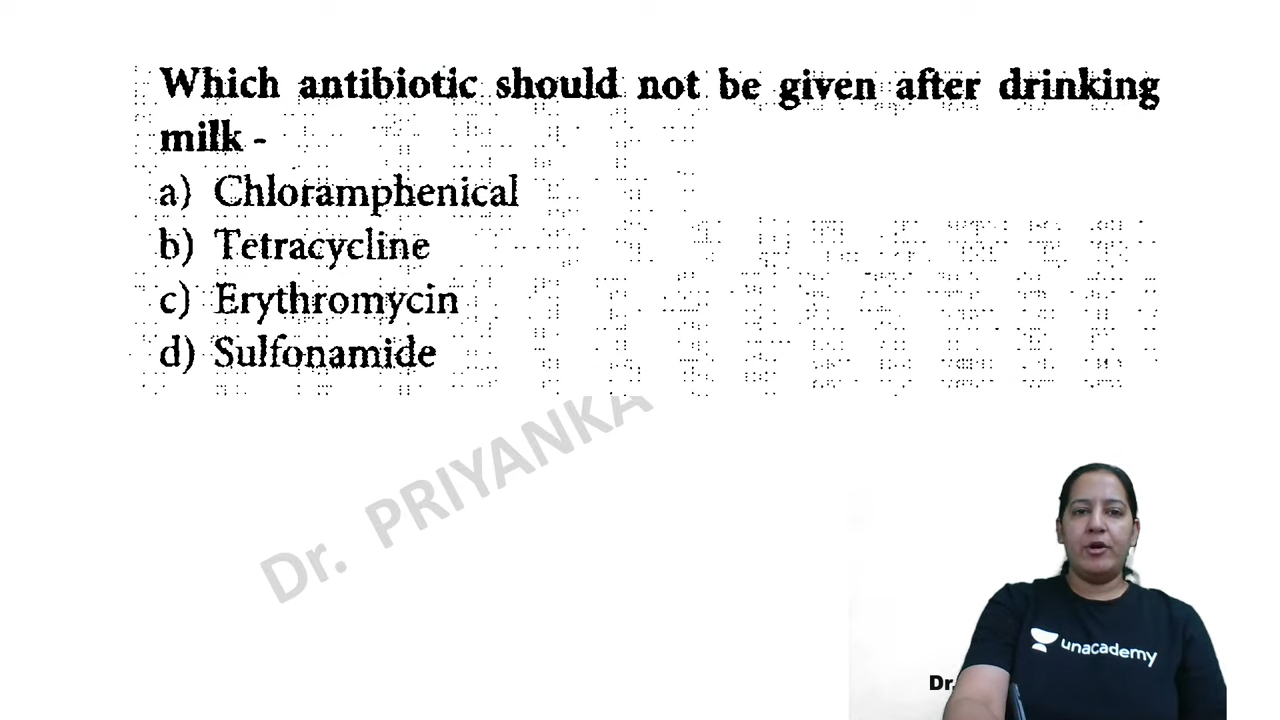 Which antibiotic should not be given after drinking
milk -
a) Chloramphenical
b) Tetracycline
c) Erythromycin
d) Sulfonamide
Dr. PRIYANKA
unacademy
Dr.